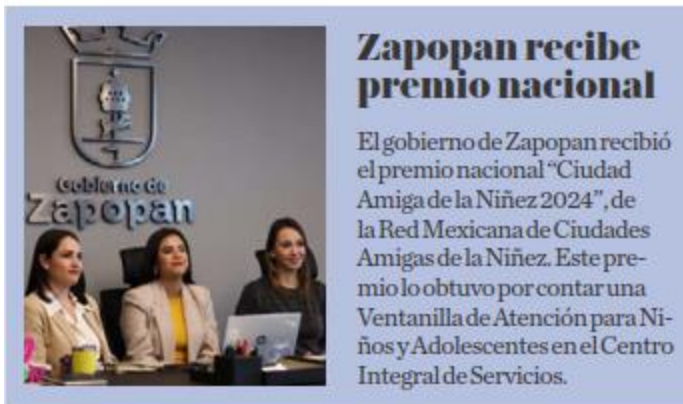 Gobierno de
Zapopan
Zapopan recibe
premio nacional
El gobierno de Zapopan recibió
el premio nacional “Ciudad
Amiga de la Niñez 2024”, de
la Red Mexicana de Ciudades
Amigas de la Niñez. Este pre-
mio lo obtuvo por contar una
Ventanilla de Atención para Ni-
ños y Adolescentes en el Centro
Integral de Servicios.